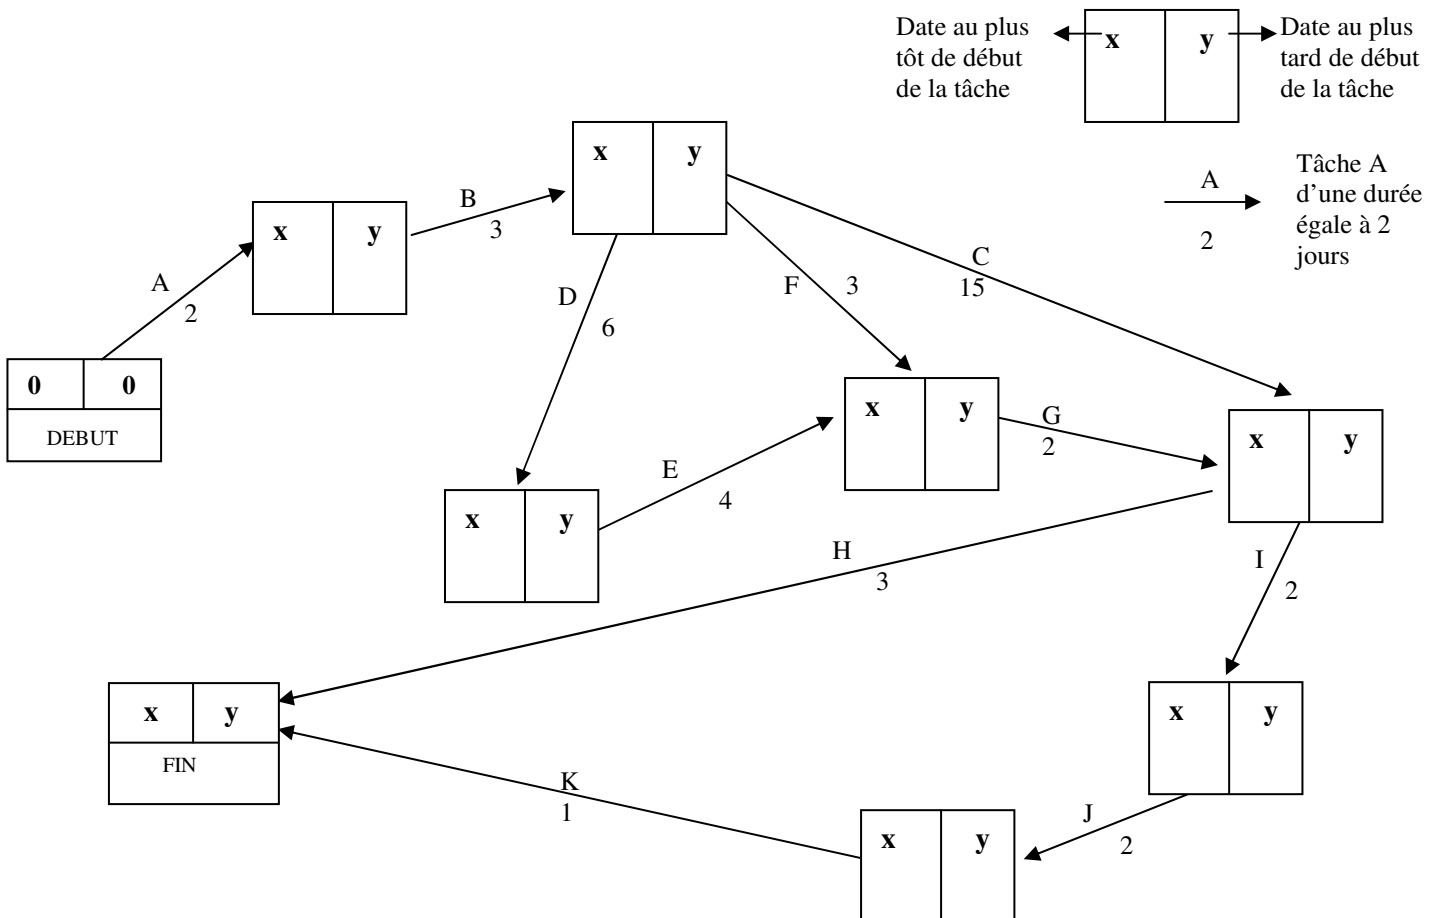 Date au plus
tôt de début
de la tâche
x y
Date au plus
tard de début
de la tâche
A
2
Tâche A
d’une durée
égale à 2
jours
x y
B
3
x y
A
2
0 0
DEBUT
C
15
F 3
D
6
x y
G
2
x y
E
4
x y
H
3
I
2
x y
FIN
x y
K
1
J
2
x y